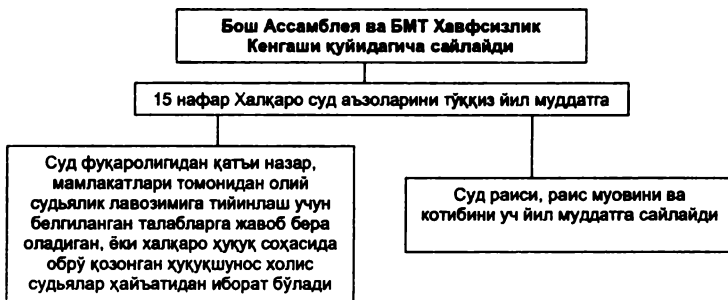 Бош Ассамблея ва БМТ Хавфсизлик
Кенгаши қуйидагича сайлайди
15 нафар Халқаро суд аъзоларини тўққиз йил муддатга
Суд фуқаролигидан қатъи назар,
мамлакатлари томонидан олий
судьялик лавозимига тийинлаш учун
белгиланган талабларга жавоб бера
оладиган, ёки халқаро ҳуқуқ соҳасида
обрў қозонган ҳуқуқшунос холис
судьялар ҳайъатидан иборат бўлади
Суд раиси, раис муовини ва
котибини уч йил муддатга сайлайди